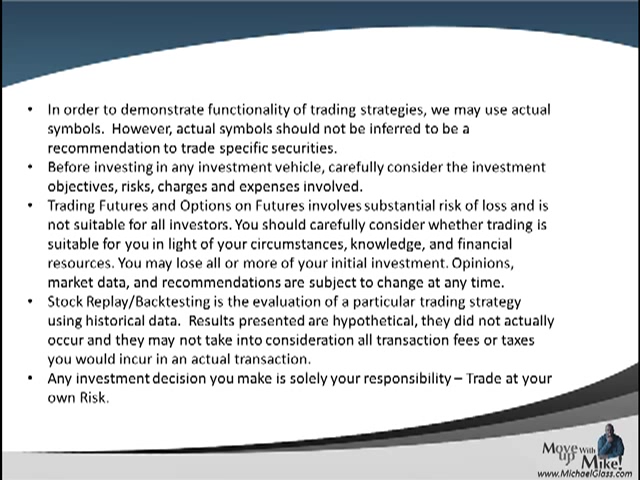 • In order to demonstrate functionality of trading strategies, we may use actual
symbols.  However, actual symbols should not be inferred to be a
recommendation to trade specific securities.
• Before investing in any investment vehicle, carefully consider the investment
objectives, risks, charges and expenses involved.
• Trading Futures and Options on Futures involves substantial risk of loss and is
not suitable for all investors. You should carefully consider whether trading is
suitable for you in light of your circumstances, knowledge, and financial
resources. You may lose all or more of your initial investment. Opinions,
market data, and recommendations are subject to change at any time.
• Stock Replay/Backtesting is the evaluation of a particular trading strategy
using historical data.  Results presented are hypothetical, they did not actually
occur and they may not take into consideration all transaction fees or taxes
you would incur in an actual transaction.
• Any investment decision you make is solely your responsibility – Trade at your
own Risk.
Move up With Mike!
www.MichaelGlass.com